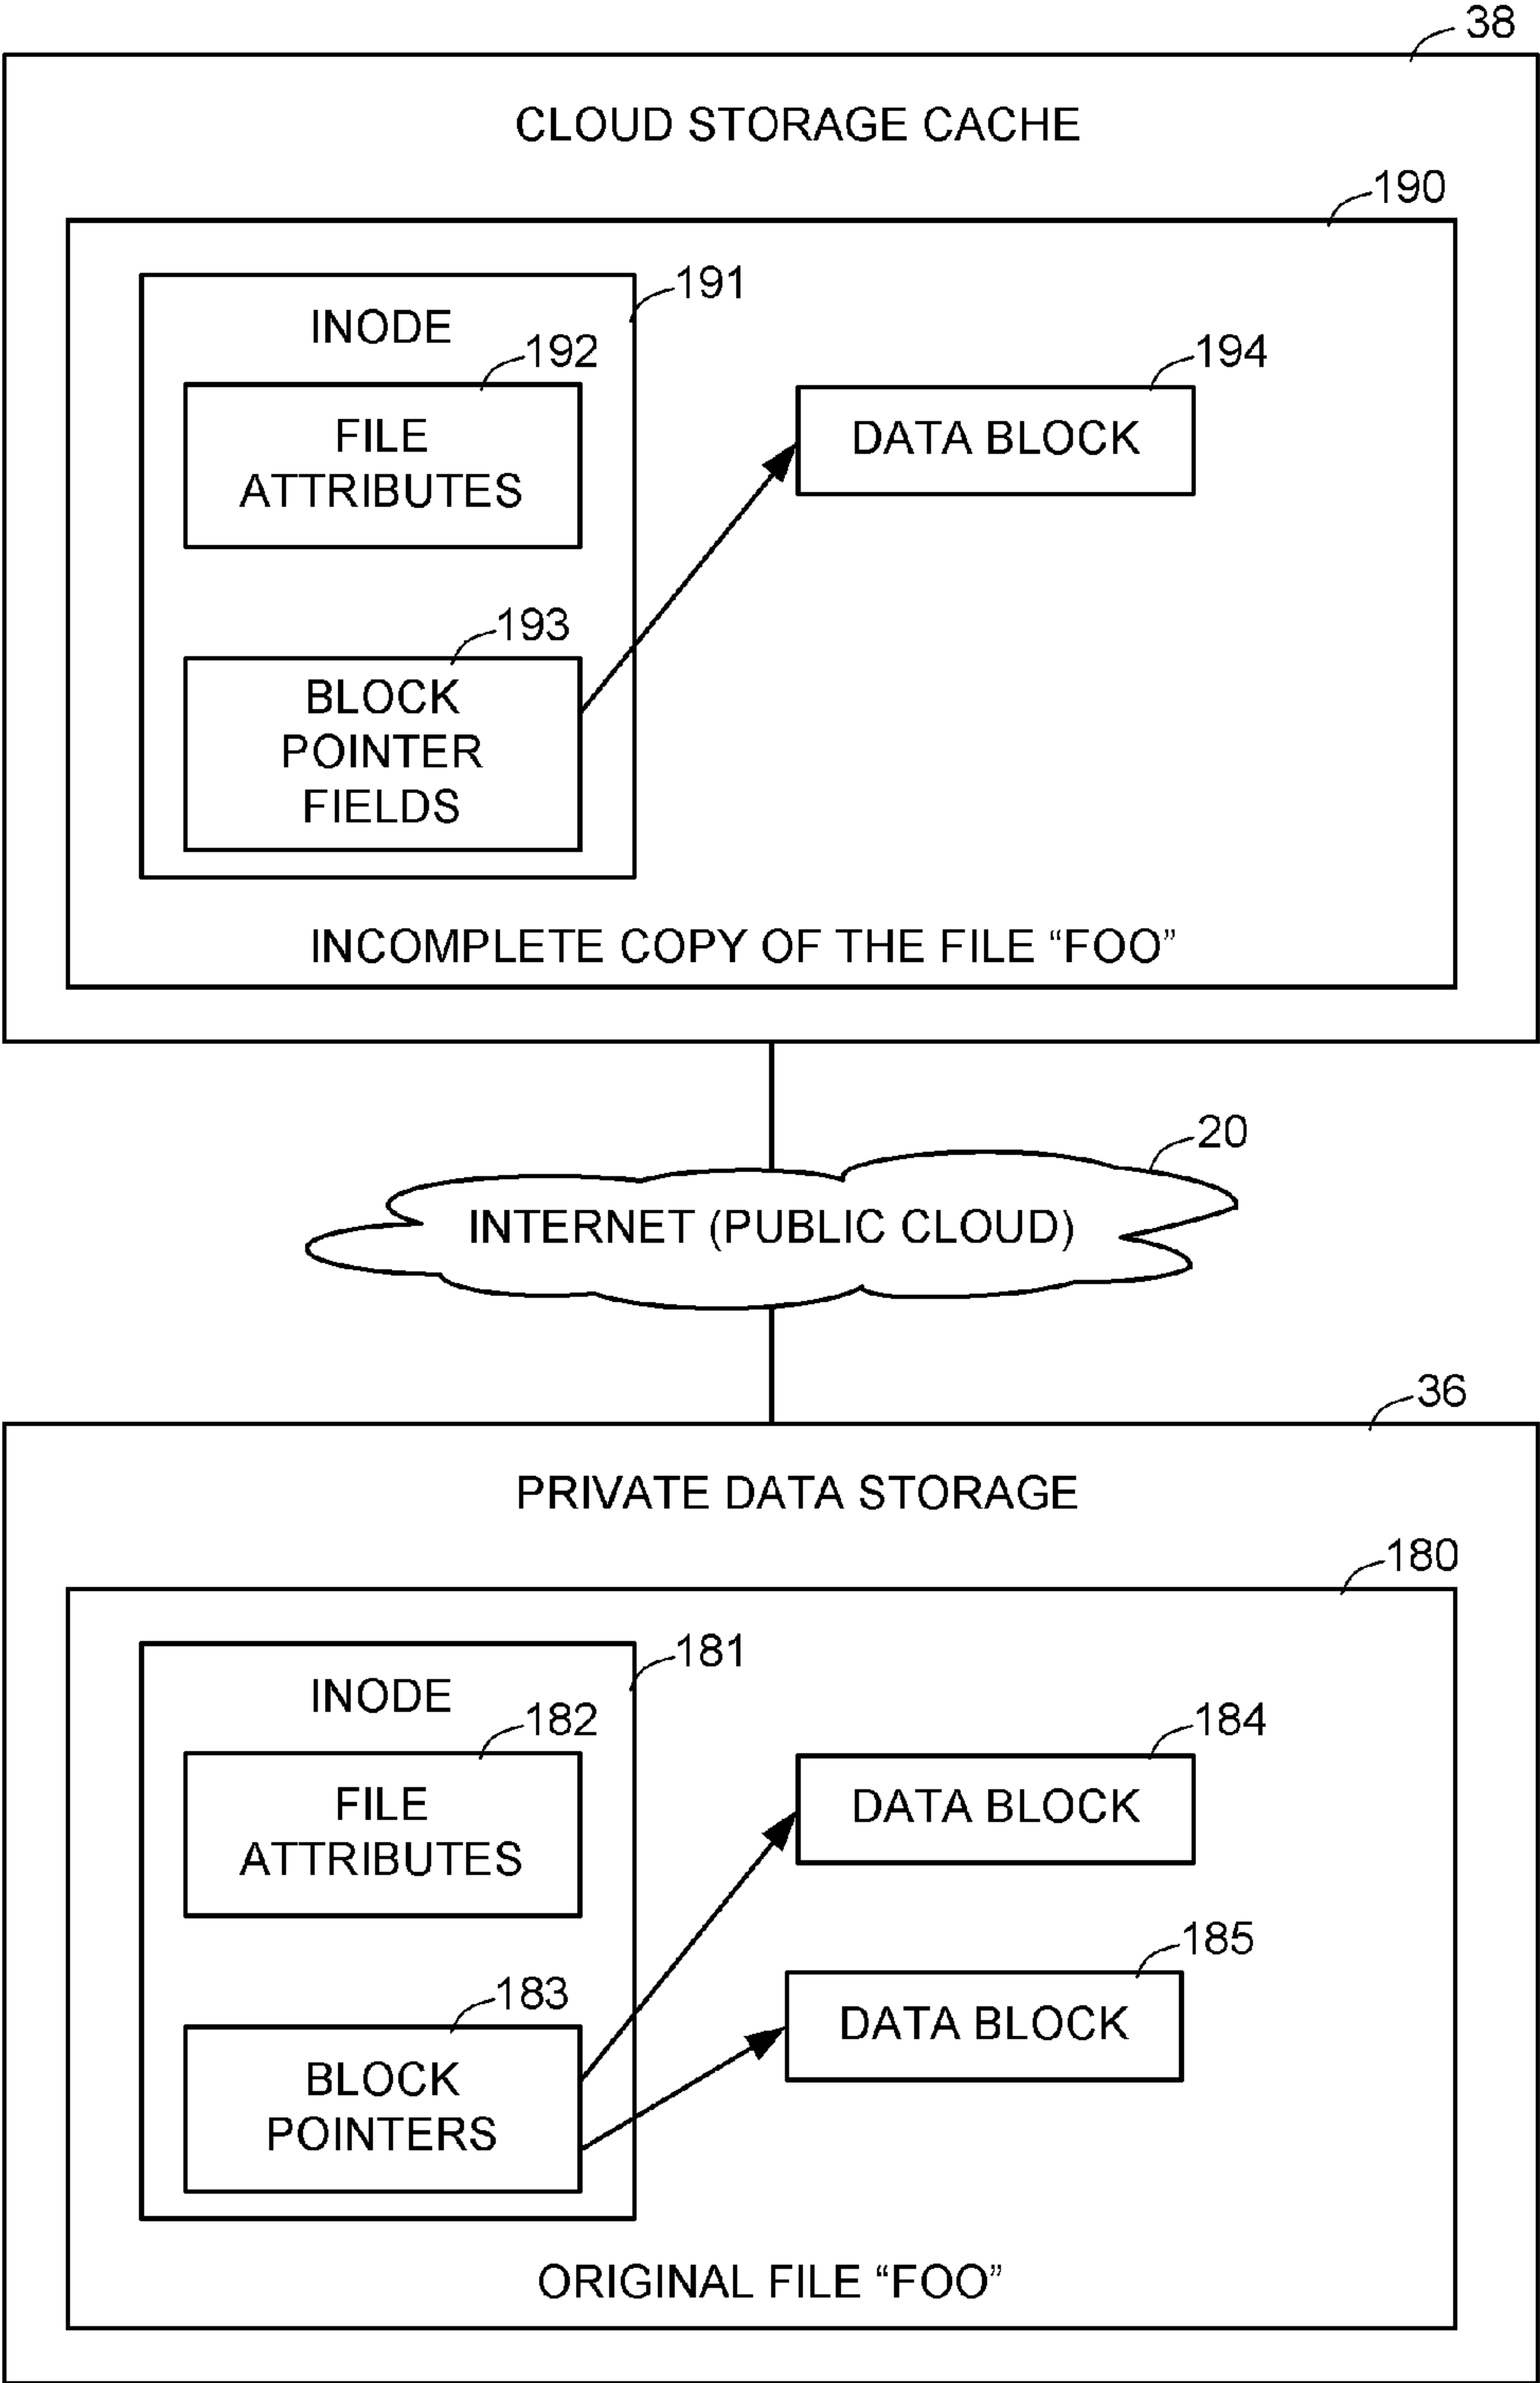 38
CLOUD STORAGE CACHE
190
191
INODE
192
194
FILE
ATTRIBUTES
DATA BLOCK
193
BLOCK
POINTER
FIELDS
INCOMPLETE COPY OF THE FILE “FOO”
20
INTERNET (PUBLIC CLOUD)
36
PRIVATE DATA STORAGE
180
181
INODE
182
184
FILE
ATTRIBUTES
DATA BLOCK
185
DATA BLOCK
183
BLOCK
POINTERS
ORIGINAL FILE “FOO”